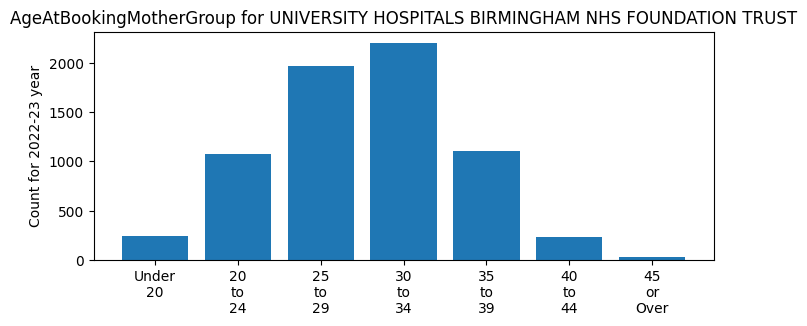 AgeAtBookingMotherGroup for UNIVERSITY HOSPITALS BIRMINGHAM NHS FOUNDATION TRUST
Count for 2022-23 year
2000
1500
1000
500
0
Under
20
20
to
24
25
to
29
30
to
34
35
to
39
40
to
44
45
or
Over